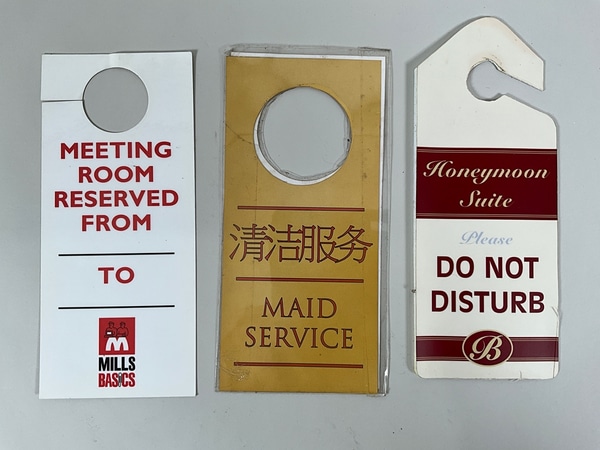 MEETING
ROOM
RESERVED
FROM
TO
M
MILLS
BASICS
清洁服务
MAID
SERVICE
Honeymoon
Suite
Please
DO NOT
DISTURB
B